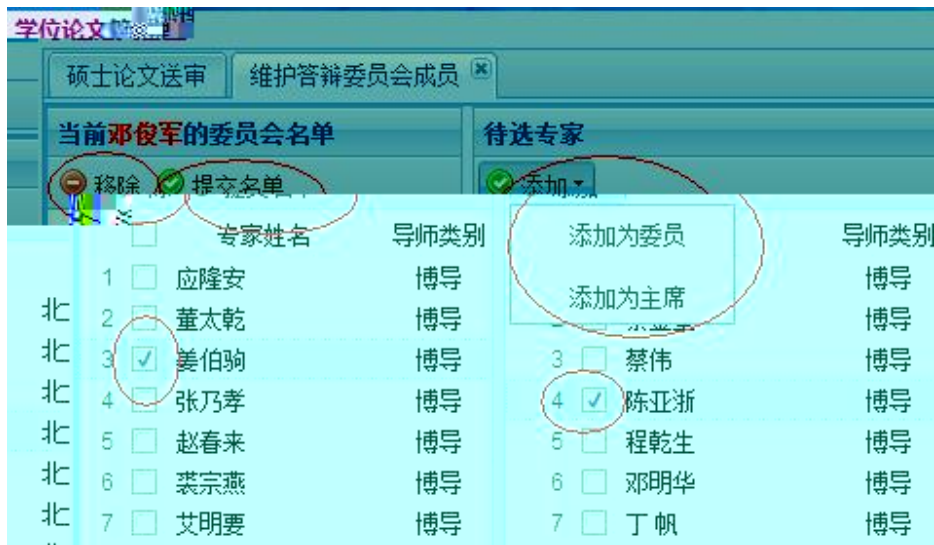 学位论文
硕士论文送审 维护答辩委员会成员
当前邓俊军的委员会名单 待选专家
移除 提交名单 添加
专家姓名 导师类别 添加为委员 导师类别
1 应隆安 博导 博导
添加为主席
北 2 董太乾 博导 博导
北 3 姜伯驹 博导 3 蔡伟 博导
北 4 张乃孝 博导 4 陈亚浙 博导
北 5 赵春来 博导 5 程乾生 博导
北 6 裘宗燕 博导 6 邓明华 博导
北 7 艾明要 博导 7 丁帆 博导